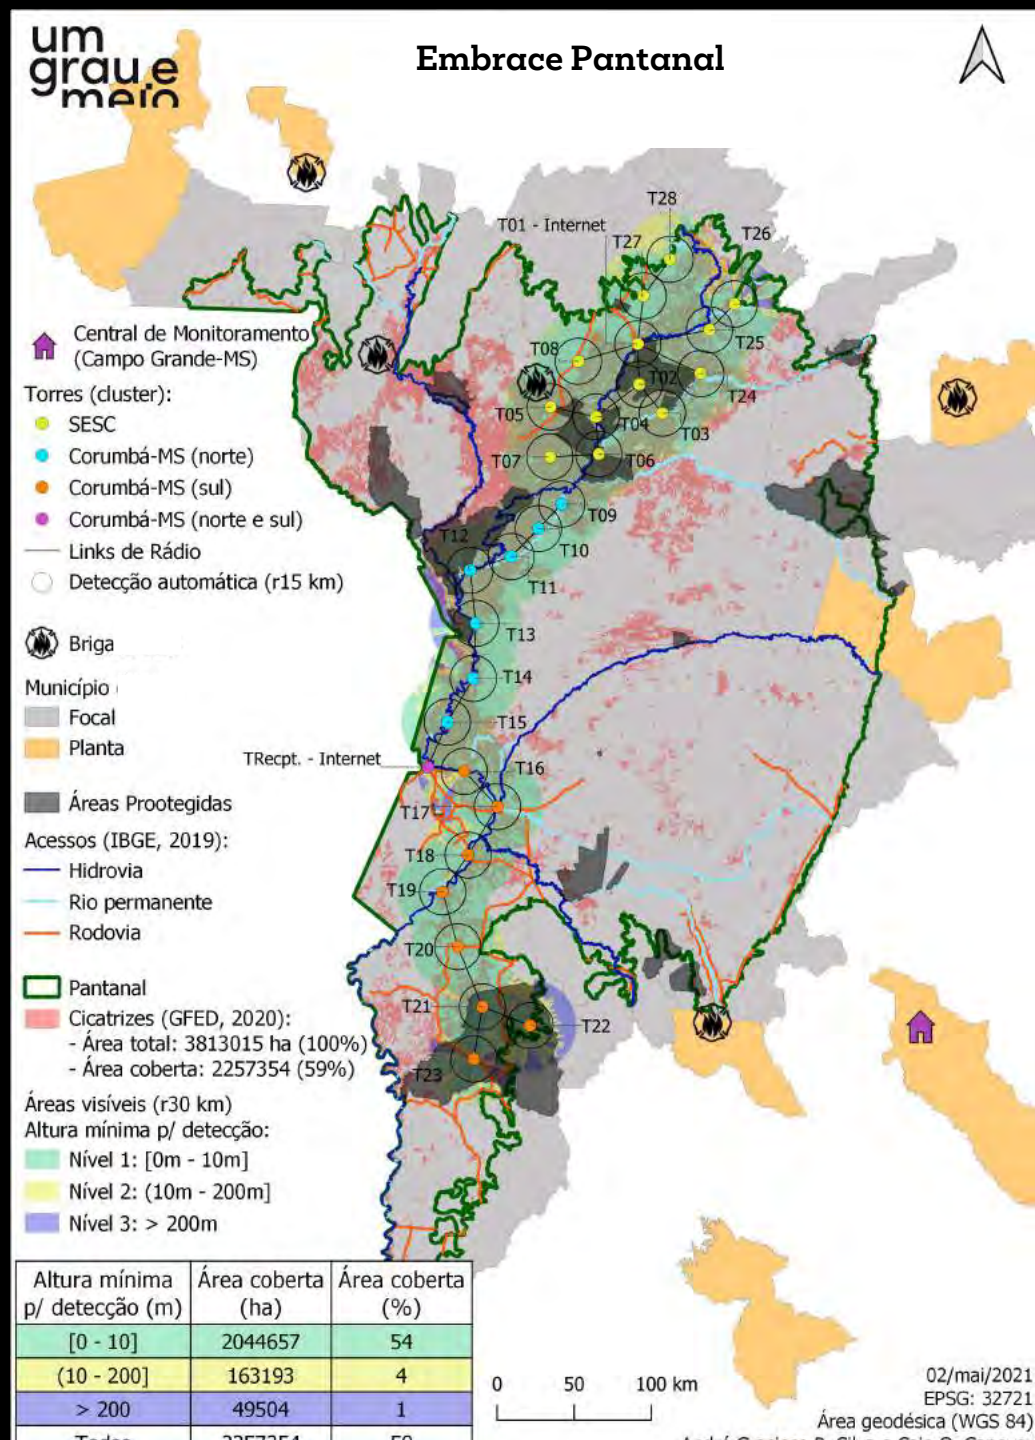 um
grau e
meio
Embrace Pantanal
T28
T01 - Internet
T27
T26
T08
T25
T02
T24
T05
T04
T03
T07
T06
T09
T12
T10
T11
T13
T14
T15
TRecpt. - Internet
T16
T17
T18
T19
T20
T21
T22
T23
Central de Monitoramento
(Campo Grande-MS)
Torres (cluster):
SESC
Corumbá-MS (norte)
Corumbá-MS (sul)
Corumbá-MS (norte e sul)
Links de Rádio
Detecção automática (r15 km)
Briga
Município
Focal
Planta
Áreas Prootegidas
Acessos (IBGE, 2019):
Hidrovia
Rio permanente
Rodovia
Pantanal
Cicatrizes (GFED, 2020):
- Área total: 3813015 ha (100%)
- Área coberta: 2257354 (59%)
Áreas visíveis (r30 km)
Altura mínima p/ detecção:
Nível 1: [0m - 10m]
Nível 2: (10m - 200m]
Nível 3: > 200m
Altura mínima p/ detecção (m) Área coberta (ha) Área coberta (%)
[0 - 10] 2044657 54
(10 - 200] 163193 4
> 200 49504 1
0 50 100 km
02/mai/2021
EPSG: 32721
Área geodésica (WGS 84)